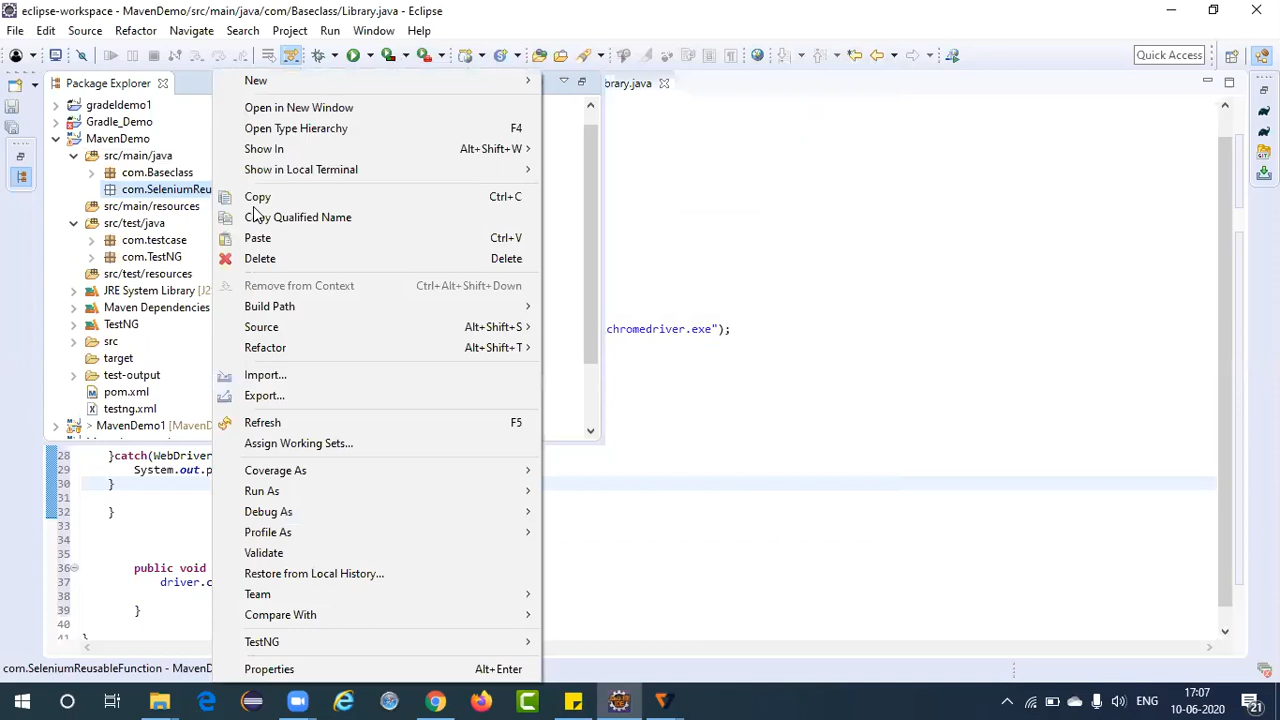 eclipse-workspace - MavenDemo/src/main/java/com/Baseclass/Library.java - Eclipse
File Edit Source Refactor Navigate Search Project Run Window Help
Quick Access
Package Explorer
brary.java
gradeldemo1
Gradle_Demo
MavenDemo
src/main/java
com.Baseclass
com.SeleniumReu
src/main/resources
src/test/java
com.testcase
com.TestNG
src/test/resources
JRE System Library [
Maven Dependencies
TestNG
src
target
test-output
pom.xml
testng.xml
> MavenDemo1 [MavenD
New
Open in New Window
Open Type Hierarchy F4
Show In Alt+Shift+W
Show in Local Terminal
Copy Ctrl+C
Copy Qualified Name
Paste Ctrl+V
Delete Delete
Remove from Context Ctrl+Alt+Shift+Down
Build Path
Source Alt+Shift+S
Refactor Alt+Shift+T
Import...
Export...
Refresh F5
Assign Working Sets...
Coverage As
Run As
Debug As
Profile As
Validate
Restore from Local History...
Team
Compare With
TestNG
Properties Alt+Enter
chromedriver.exe");
28 }catch(WebDriver
29 System.out.p
30 }
31
32 }
33
34
35
36 public void
37 driver.c
38
39 }
40
41 }
com.SeleniumReusableFunction - MavenD
ENG
17:07
10-06-2020
21